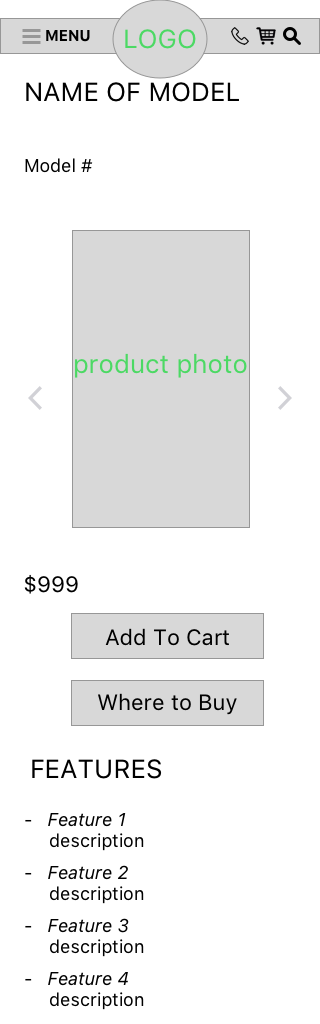 MENU
LOGO
NAME OF MODEL
Model #
product photo
$999
Add To Cart
Where to Buy
FEATURES
- Feature 1
description
- Feature 2
description
- Feature 3
description
- Feature 4
description